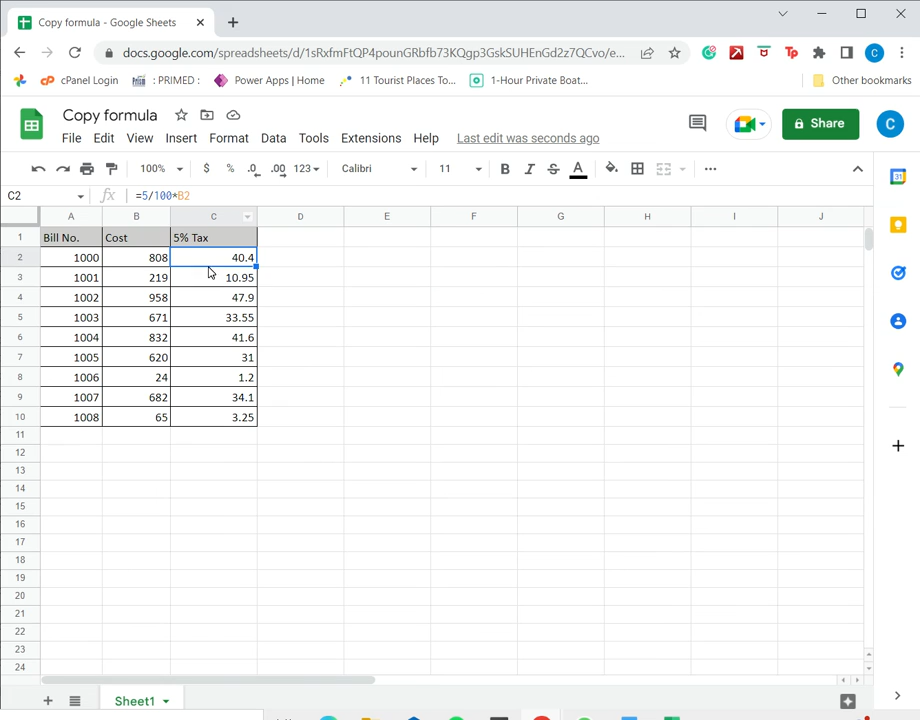 Copy formula - Google Sheets
docs.google.com/spreadsheets/d/1sRxfmFtQP4pounGRbfb73KQgp3GskSUHEnGd2z7QCvo/e...
cPanel Login : PRIMED : Power Apps | Home 11 Tourist Places To... 1-Hour Private Boat... Other bookmarks
Copy formula
File Edit View Insert Format Data Tools Extensions Help Last edit was seconds ago
Share
C
100% $ % .0 .00 123 Calibri 11 B I S A
C2 fx =5/100*B2
A B C D E F G H I J
1 Bill No. Cost 5% Tax
2 1000 808 40.4
3 1001 219 10.95
4 1002 958 47.9
5 1003 671 33.55
6 1004 832 41.6
7 1005 620 31
8 1006 24 1.2
9 1007 682 34.1
10 1008 65 3.25
11
12
13
14
15
16
17
18
19
20
21
22
23
24
Sheet1